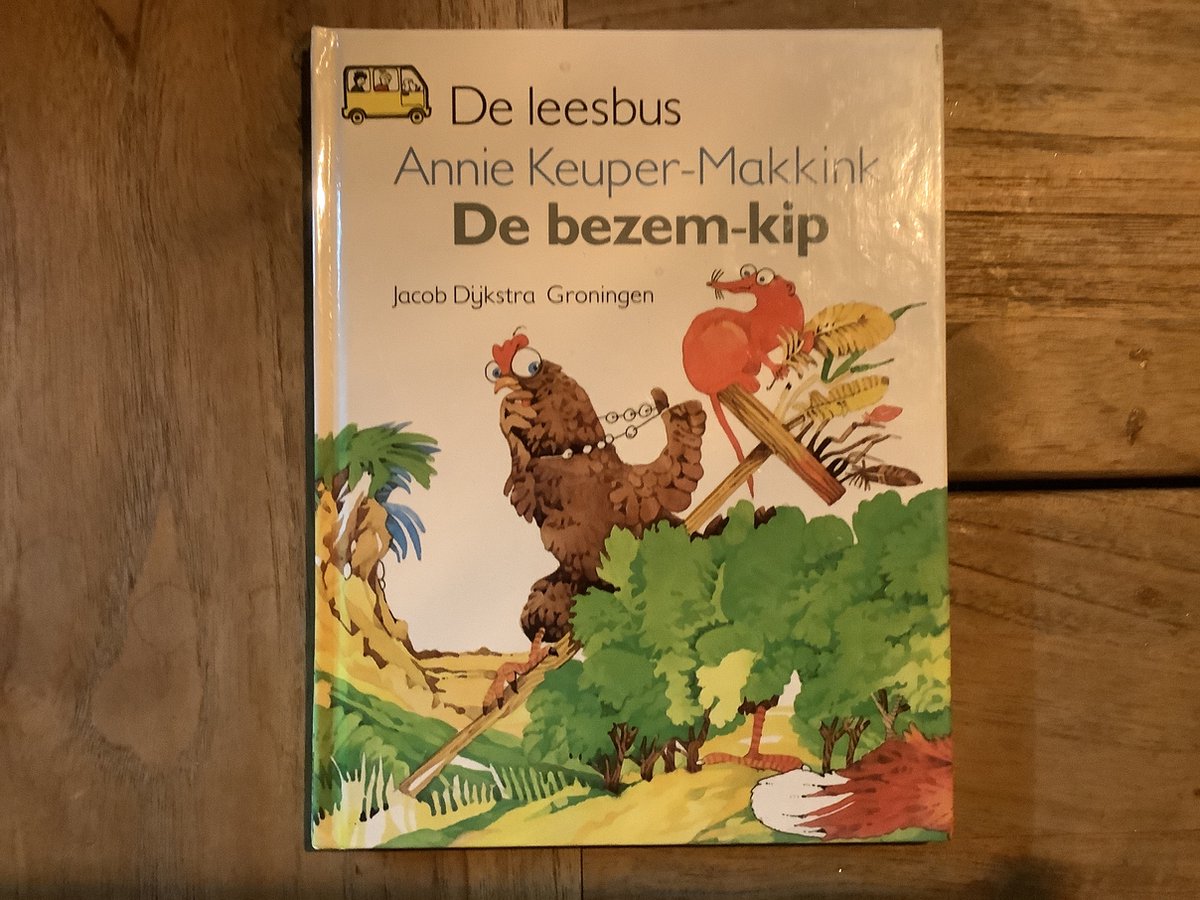 De leesbus
Annie Keuper-Makkink
De bezem-kip
Jacob Dijkstra Groningen